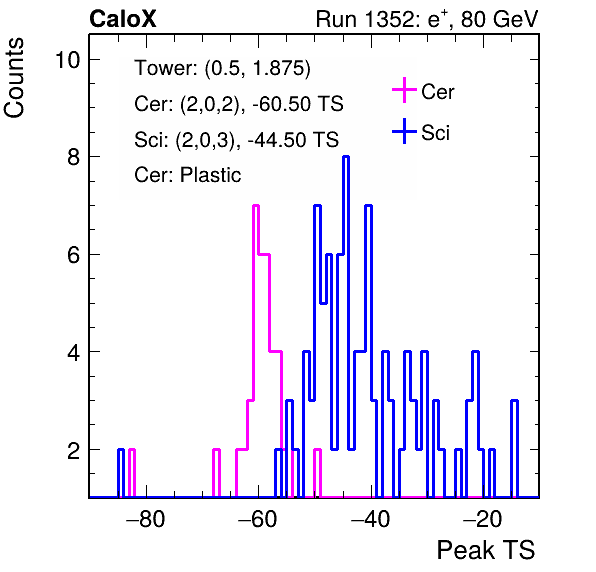 CaloX Run 1352: e⁺, 80 GeV
Counts
10
8
6
4
2
Tower: (0.5, 1.875)
Cer: (2,0,2), -60.50 TS
Sci: (2,0,3), -44.50 TS
Cer: Plastic
Cer
Sci
−80 −60 −40 −20
Peak TS